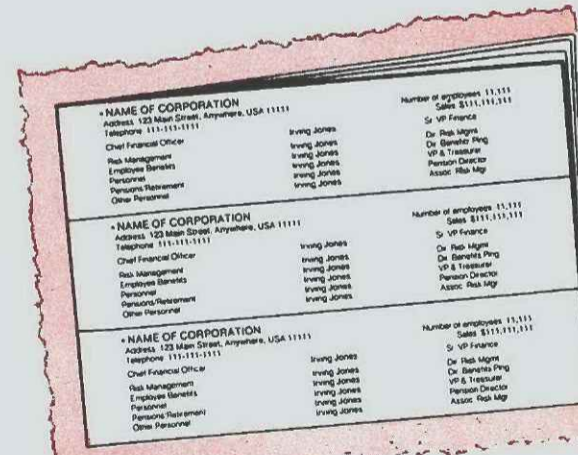 • NAME OF CORPORATION Number of employees 11,111
Address 123 Main Street, Anywhere, USA 11111 Sales $111,111,111
Telephone 111-111-1111
Chief Financial Officer Irving Jones Sr VP Finance
Risk Management Irving Jones Dir Risk Mgmt
Employee Benefits Irving Jones Dir Benefits Plng
Personnel Irving Jones VP & Treasurer
Pensions/Retirement Irving Jones Pension Director
Other Personnel Irving Jones Assoc Risk Mgr
• NAME OF CORPORATION Number of employees 11,111
Address 123 Main Street, Anywhere, USA 11111 Sales $111,111,111
Telephone 111-111-1111
Chief Financial Officer Irving Jones Sr VP Finance
Risk Management Irving Jones Dir Risk Mgmt
Employee Benefits Irving Jones Dir Benefits Plng
Personnel Irving Jones VP & Treasurer
Pensions/Retirement Irving Jones Pension Director
Other Personnel Irving Jones Assoc Risk Mgr
• NAME OF CORPORATION Number of employees 11,111
Address 123 Main Street, Anywhere, USA 11111 Sales $111,111,111
Telephone 111-111-1111
Chief Financial Officer Irving Jones Sr VP Finance
Risk Management Irving Jones Dir Risk Mgmt
Employee Benefits Irving Jones Dir Benefits Plng
Personnel Irving Jones VP & Treasurer
Pensions/Retirement Irving Jones Pension Director
Other Personnel Irving Jones Assoc Risk Mgr